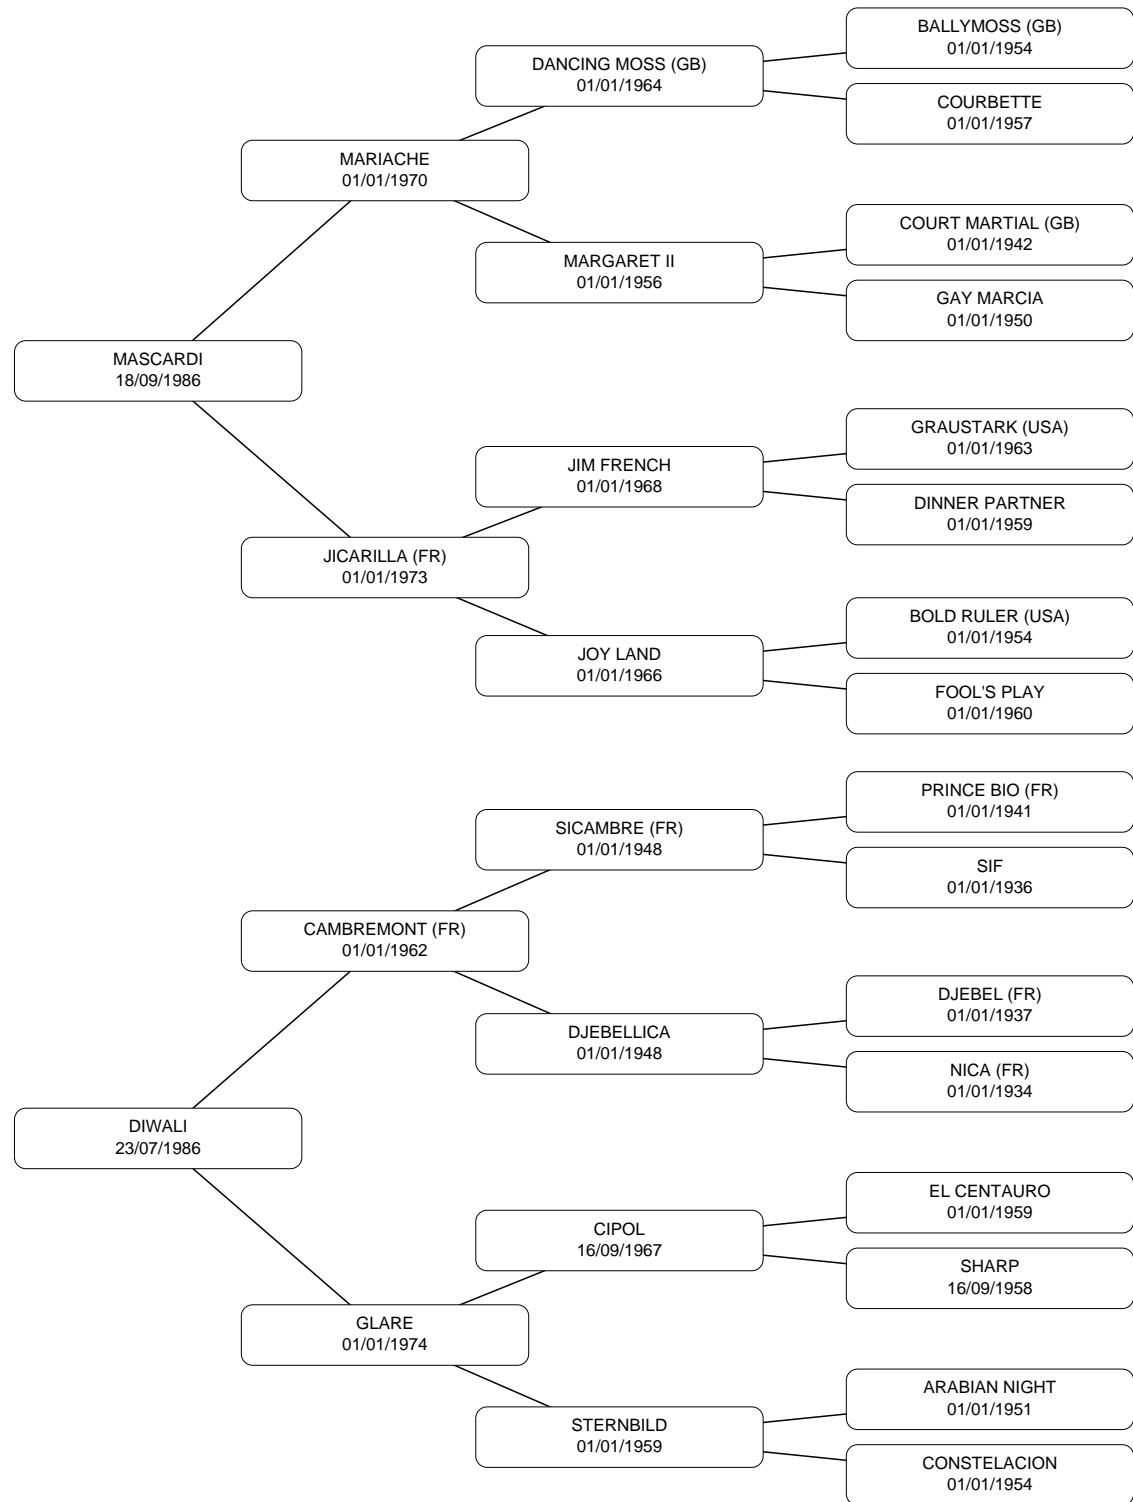 BALLYMOSS (GB)
01/01/1954
DANCING MOSS (GB)
01/01/1964
COURBETTE
01/01/1957
MARIACHE
01/01/1970
COURT MARTIAL (GB)
01/01/1942
MARGARET II
01/01/1956
GAY MARCIA
01/01/1950
MASCARDI
18/09/1986
GRAUSTARK (USA)
01/01/1963
JIM FRENCH
01/01/1968
DINNER PARTNER
01/01/1959
JICARILLA (FR)
01/01/1973
BOLD RULER (USA)
01/01/1954
JOY LAND
01/01/1966
FOOL'S PLAY
01/01/1960
PRINCE BIO (FR)
01/01/1941
SICAMBRE (FR)
01/01/1948
SIF
01/01/1936
CAMBREMONT (FR)
01/01/1962
DJEBEL (FR)
01/01/1937
DJEBELLICA
01/01/1948
NICA (FR)
01/01/1934
DIWALI
23/07/1986
EL CENTAURO
01/01/1959
CIPOL
16/09/1967
SHARP
16/09/1958
GLARE
01/01/1974
ARABIAN NIGHT
01/01/1951
STERNBILD
01/01/1959
CONSTELACION
01/01/1954